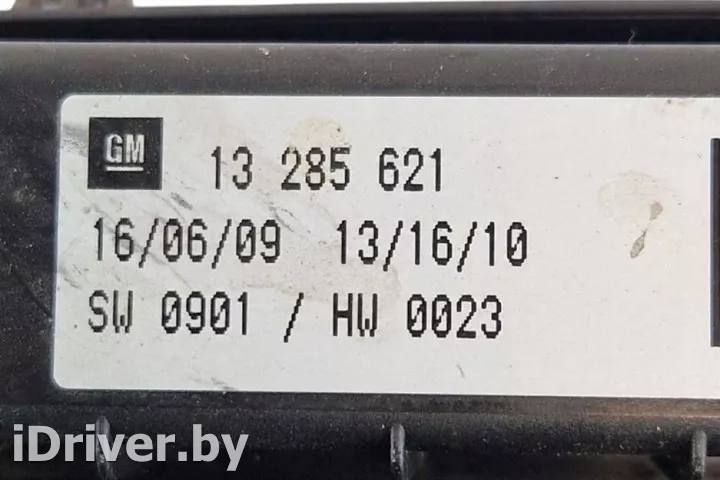 GM 13 285 621
16/06/09 13/16/10
SW 0901 / HW 0023
iDriver.by